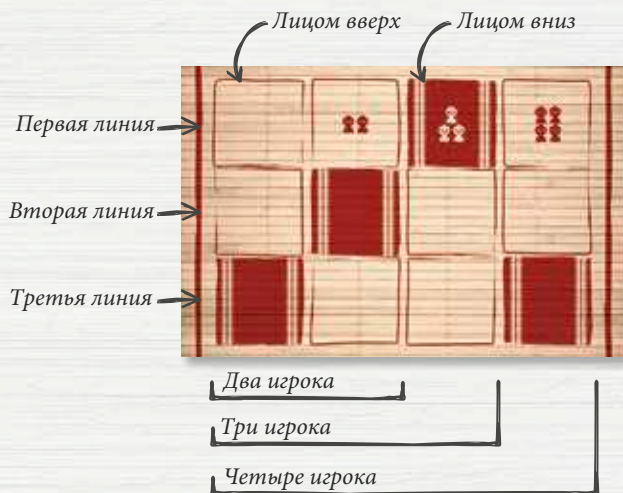 Лицом вверх
Лицом вниз
Первая линия
Вторая линия
Третья линия
Два игрока
Три игрока
Четыре игрока